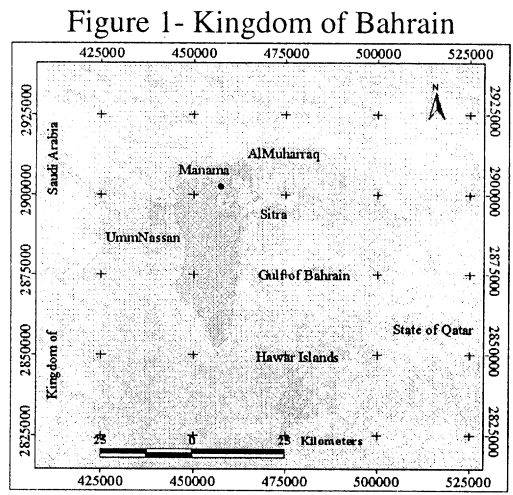 Figure 1- Kingdom of Bahrain
425000 450000 475000 500000 525000
2925000 2925000
N
Saudi Arabia
AlMuharraq
Manama
2900000 2900000
Sitra
UmmNassan
2875000 2875000
Gulf of Bahrain
State of Qatar
2850000 2850000
Kingdom of
Hawar Islands
2825000 2825000
25 0 25 Kilometers
425000 450000 475000 500000 525000